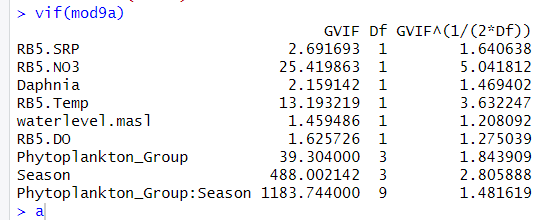 > vif(mod9a)
GVIF Df GVIF^(1/(2*Df))
RB5.SRP 2.691693 1 1.640638
RB5.NO3 25.419863 1 5.041812
Daphnia 2.159142 1 1.469402
RB5.Temp 13.193219 1 3.632247
waterlevel.masl 1.459486 1 1.208092
RB5.DO 1.625726 1 1.275039
Phytoplankton_Group 39.304000 3 1.843909
Season 488.002142 3 2.805888
Phytoplankton_Group:Season 1183.744000 9 1.481619
> a